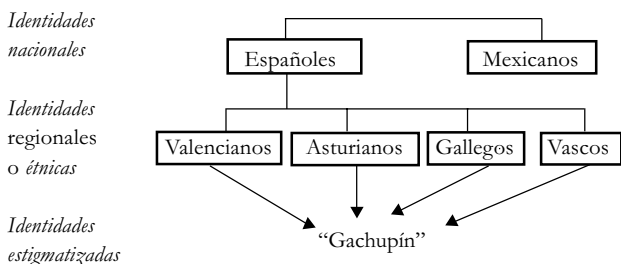 Identidades
nacionales
Españoles
Mexicanos
Identidades
regionales
o étnicas
Valencianos
Asturianos
Gallegos
Vascos
Identidades
estigmatizadas
“Gachupín”